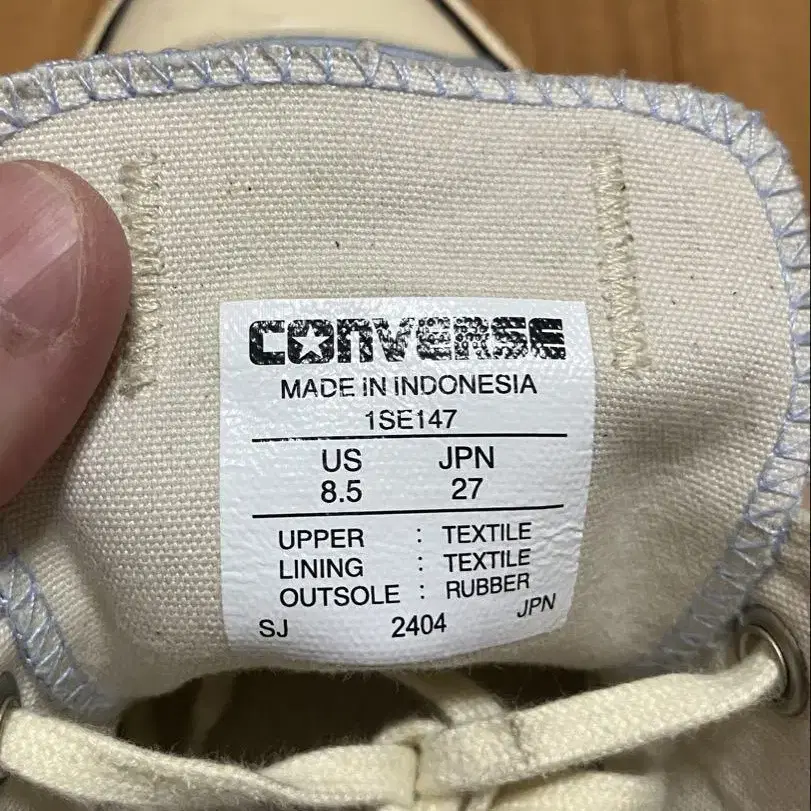 CONVERSE
MADE IN INDONESIA
1SE147
US JPN
8.5 27
UPPER : TEXTILE
LINING : TEXTILE
OUTSOLE : RUBBER
SJ 2404 JPN